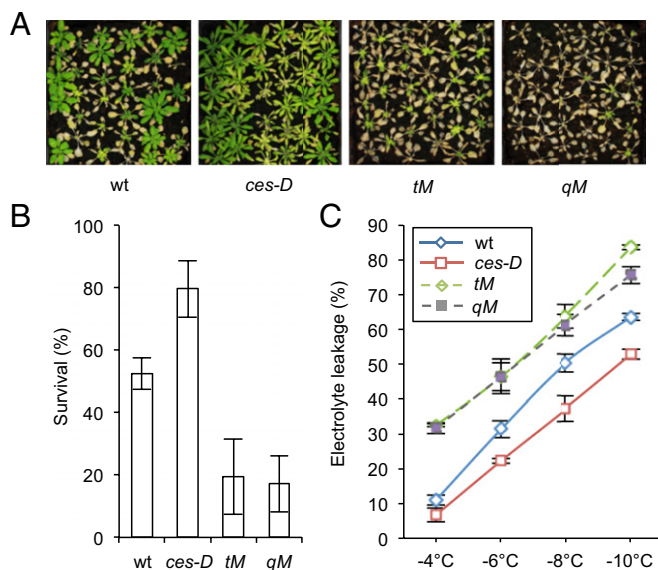 A
wt
ces-D
tM
qM
B
Survival (%)
100
80
60
40
20
0
wt
ces-D
tM
qM
C
Electrolyte leakage (%)
90
80
70
60
50
40
30
20
10
0
wt
ces-D
tM
qM
-4°C
-6°C
-8°C
-10°C